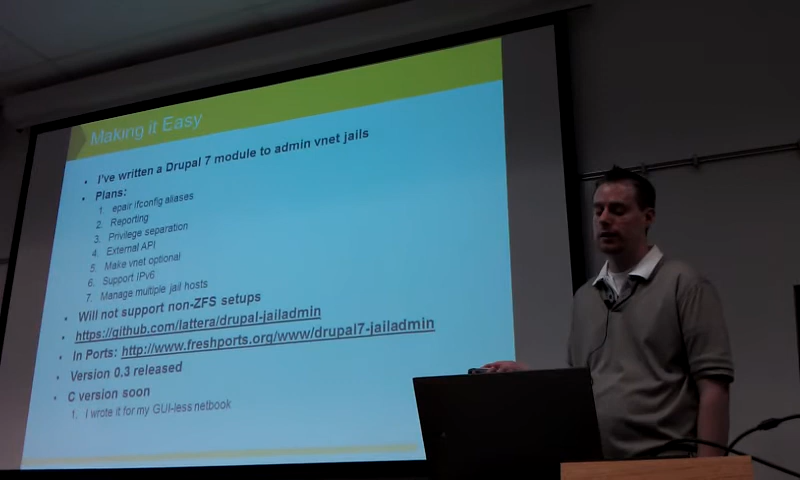 Making it Easy
• I've written a Drupal 7 module to admin vnet jails
• Plans:
1. epair ifconfig aliases
2. Reporting
3. Privilege separation
4. External API
5. Make vnet optional
6. Support IPv6
7. Manage multiple jail hosts
• Will not support non-ZFS setups
• https://github.com/lattera/drupal-jailadmin
• In Ports: http://www.freshports.org/www/drupal7-jailadmin
• Version 0.3 released
• C version soon
1. I wrote it for my GUI-less netbook